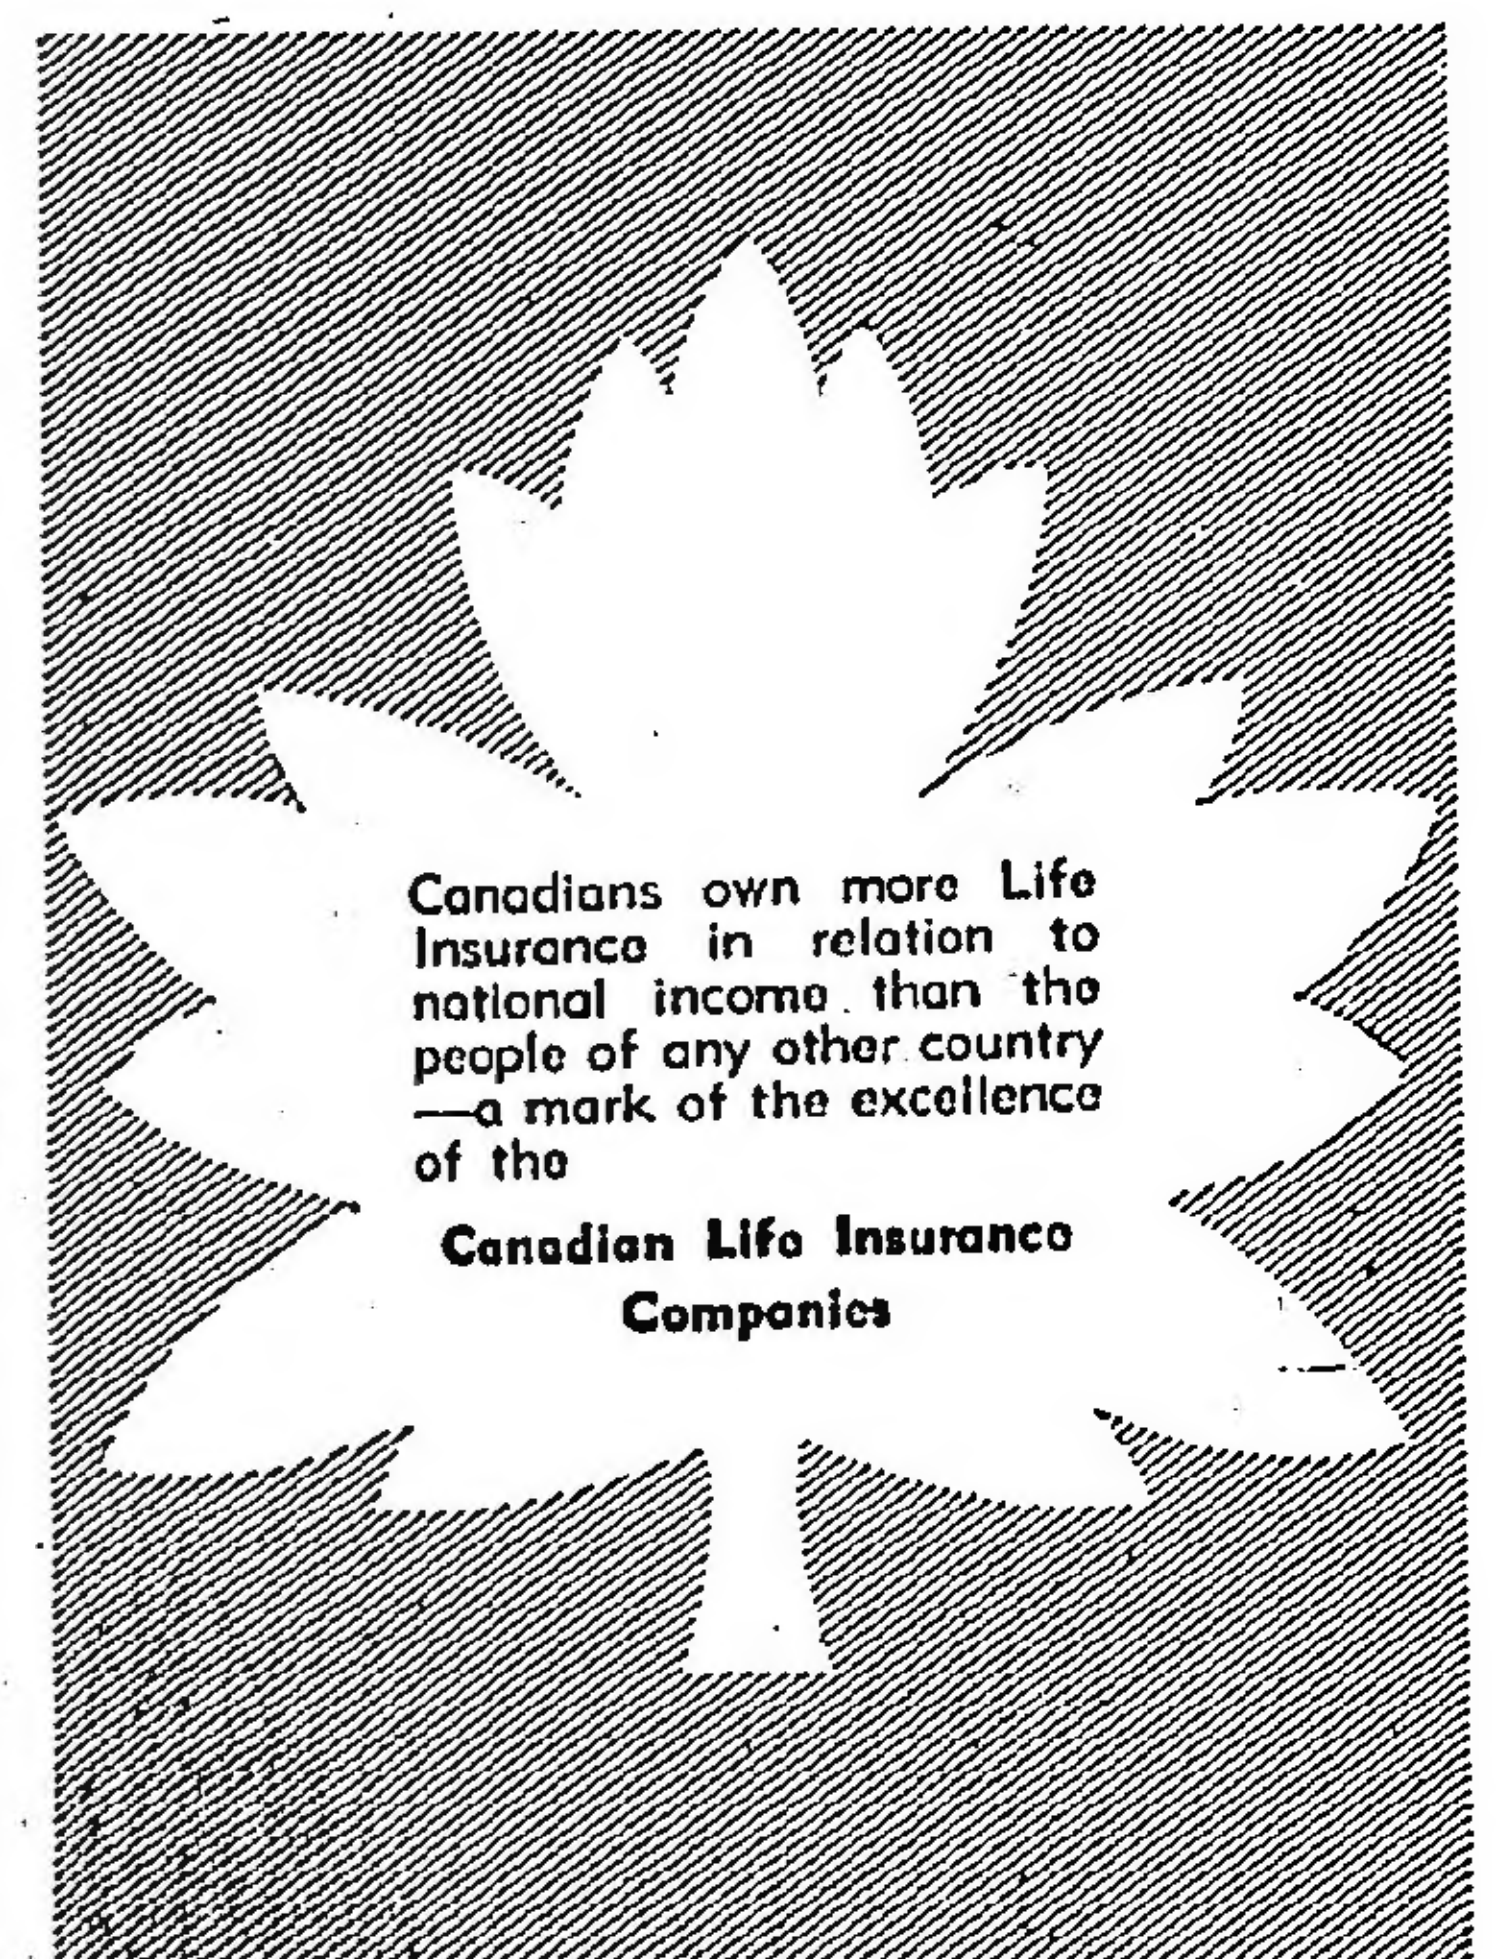 Canadians own more Life
Insurance in relation to
national income than the
people of any other country
—a mark of the excellence
of the
Canadian Life Insurance
Companies